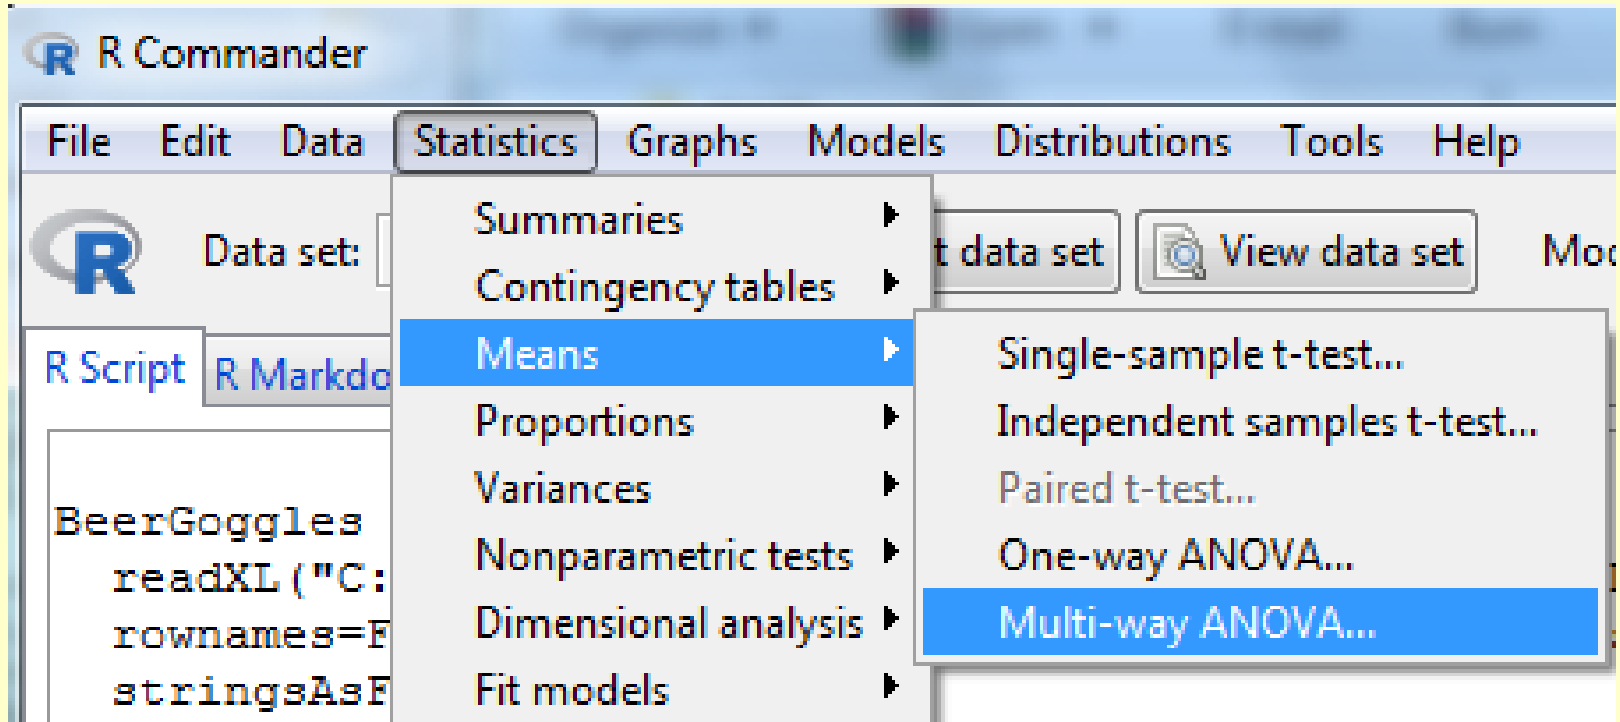 R Commander
File Edit Data Statistics Graphs Models Distributions Tools Help
R Data set: t data set View data set
R Script R Markdo
Summaries
Contingency tables
Means
Proportions
Variances
Nonparametric tests
Dimensional analysis
Fit models
Single-sample t-test...
Independent samples t-test...
Paired t-test...
One-way ANOVA...
Multi-way ANOVA...
BeerGoggles
readXL("C:
rownames=F
stringsAsF